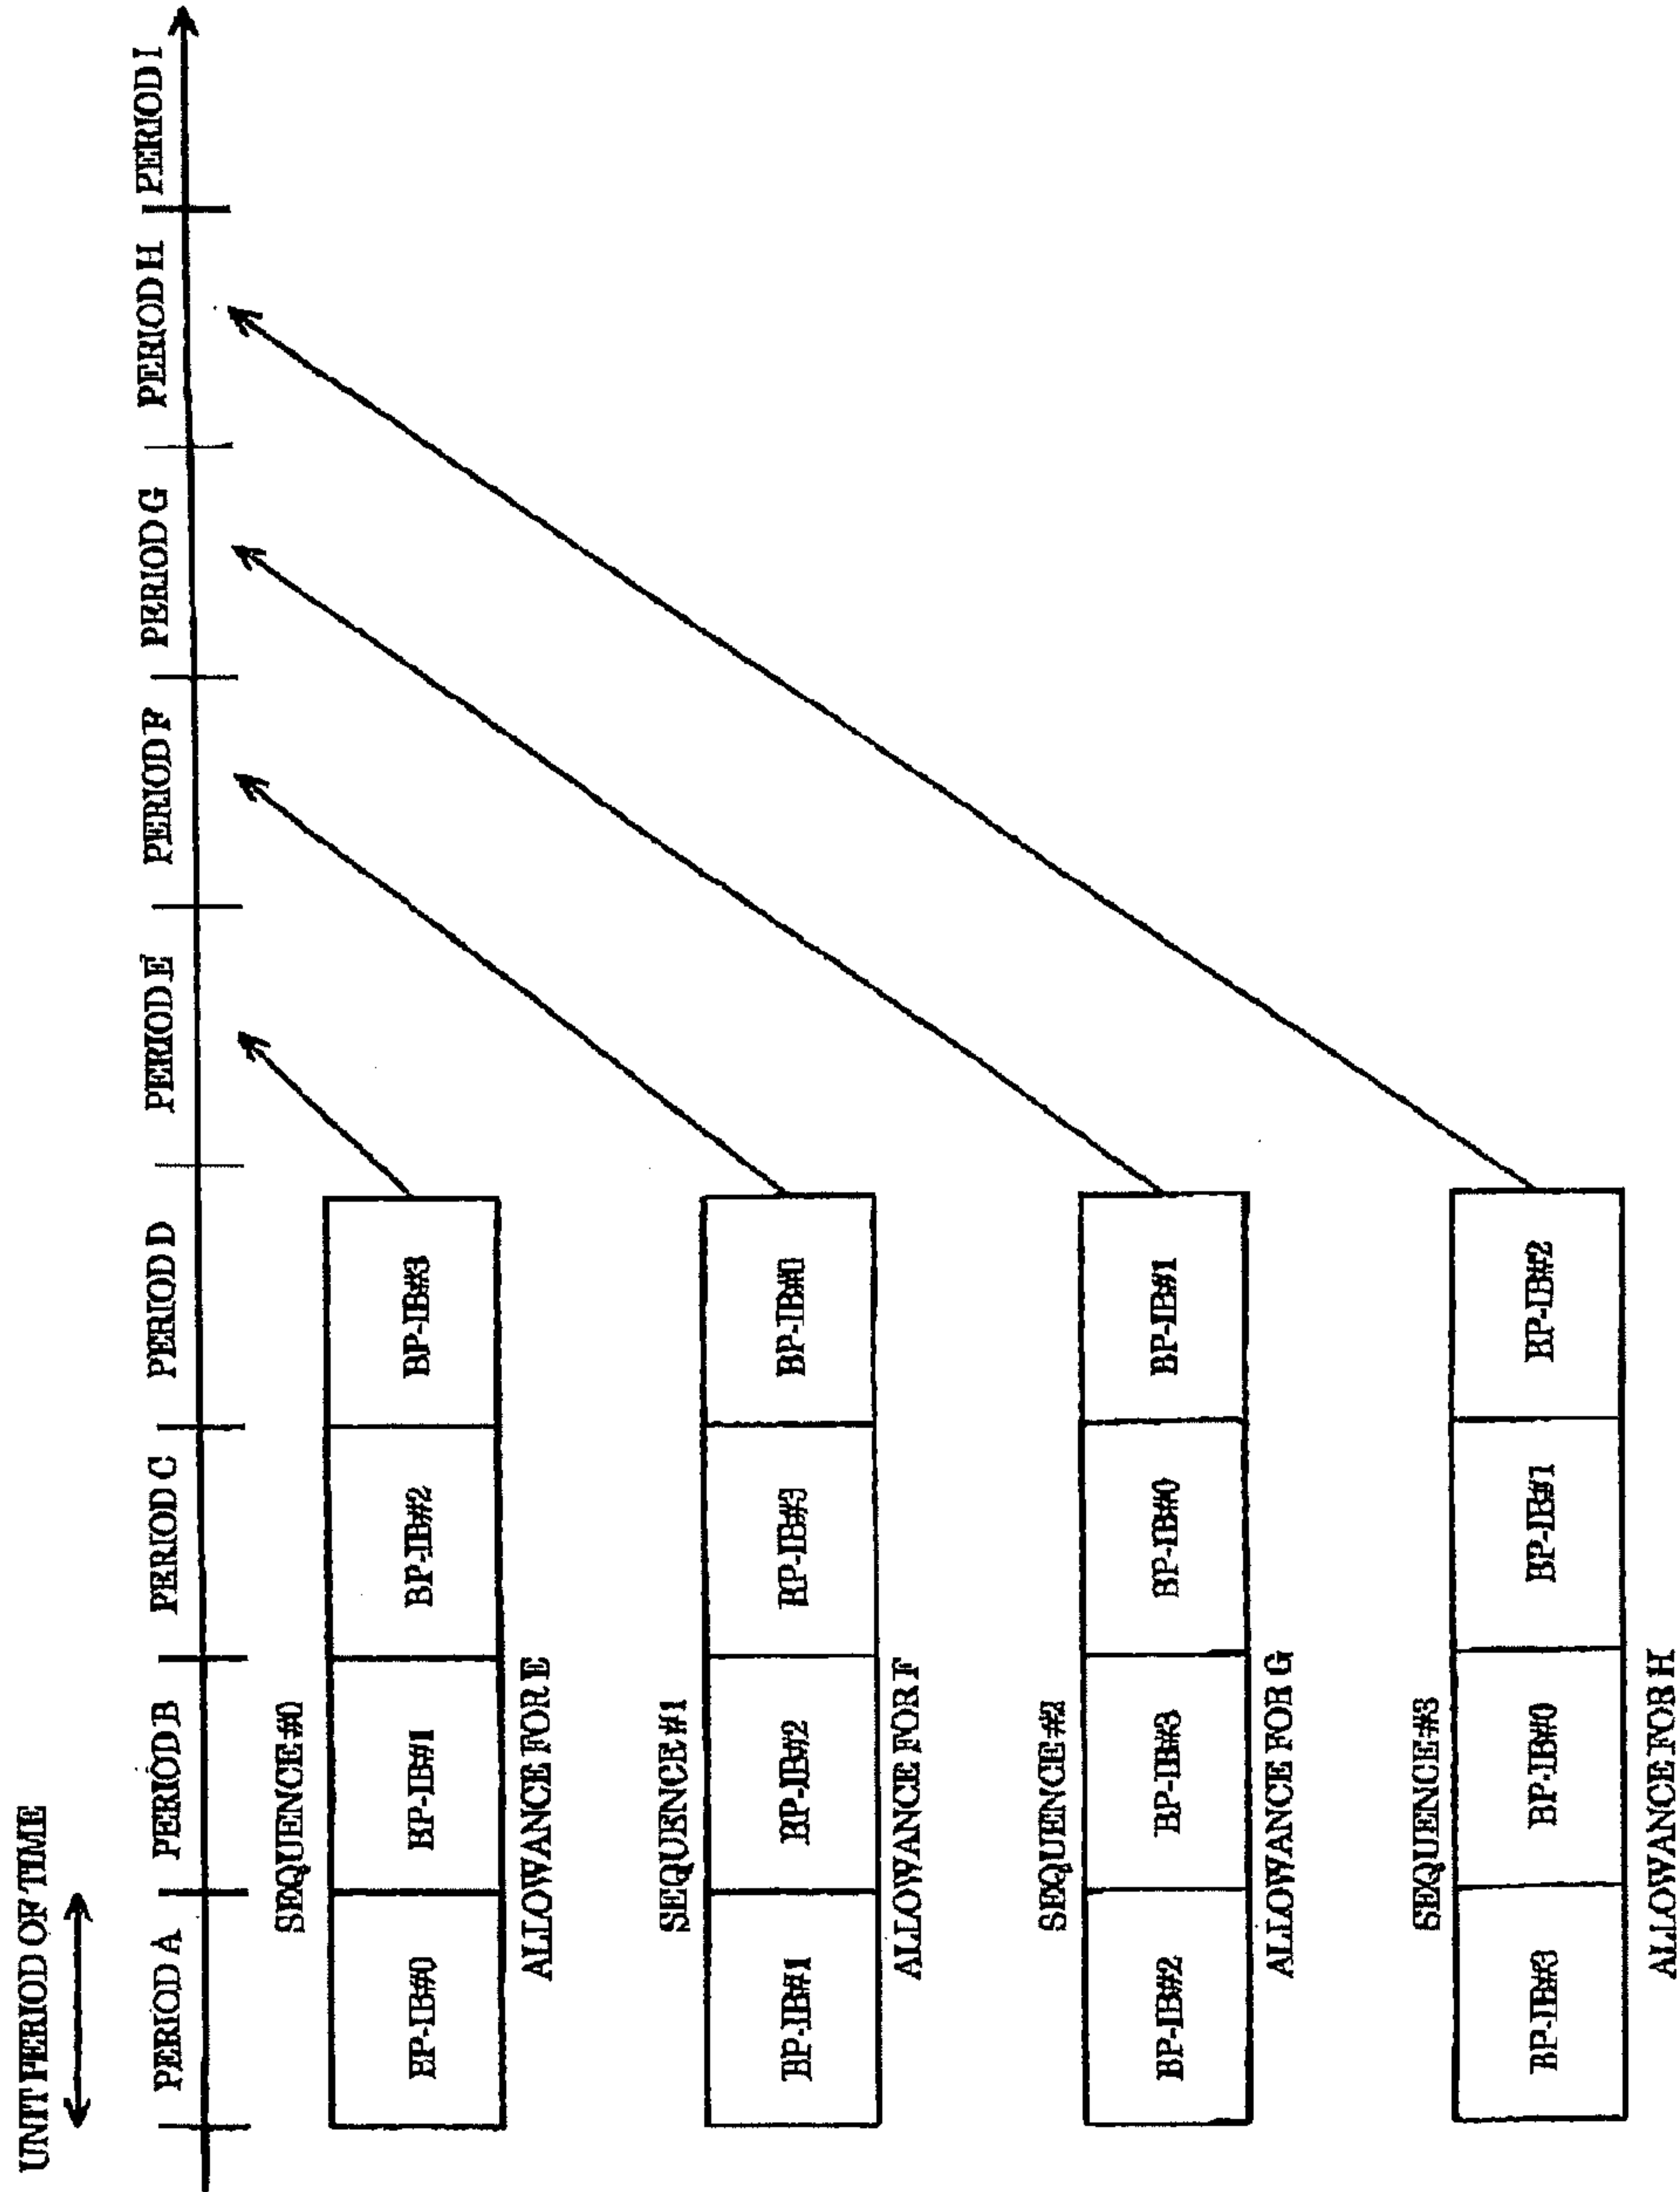 UNIT PERIOD OF TIME
PERIOD A PERIOD B PERIOD C PERIOD D PERIOD E PERIOD F PERIOD G PERIOD H PERIOD I
SEQUENCE#0
BP-IB#0 BP-IB#1 BP-IB#2 BP-IB#3
ALLOWANCE FOR E
SEQUENCE#1
BP-IB#1 BP-IB#2 BP-IB#3 BP-IB#0
ALLOWANCE FOR F
SEQUENCE#2
BP-IB#2 BP-IB#3 BP-IB#0 BP-IB#1
ALLOWANCE FOR G
SEQUENCE#3
BP-IB#3 BP-IB#0 BP-IB#1 BP-IB#2
ALLOWANCE FOR H